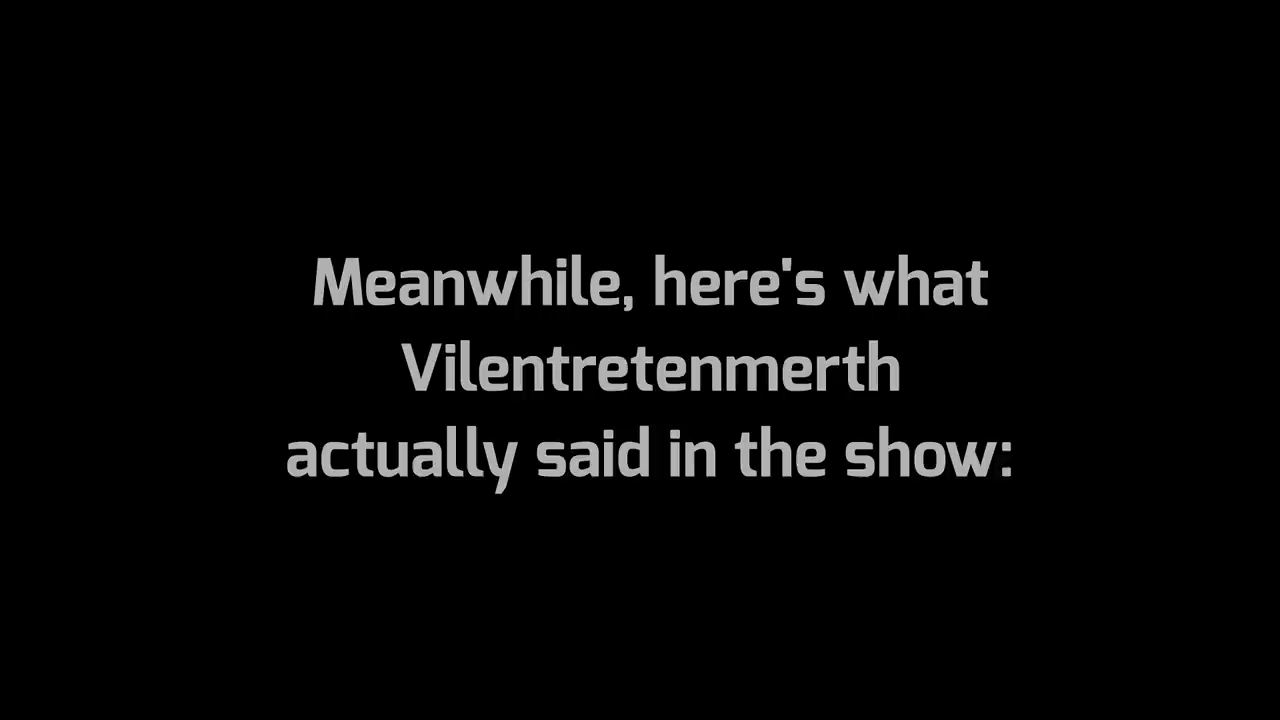 Meanwhile, here's what
Vilentretenmerth
actually said in the show: